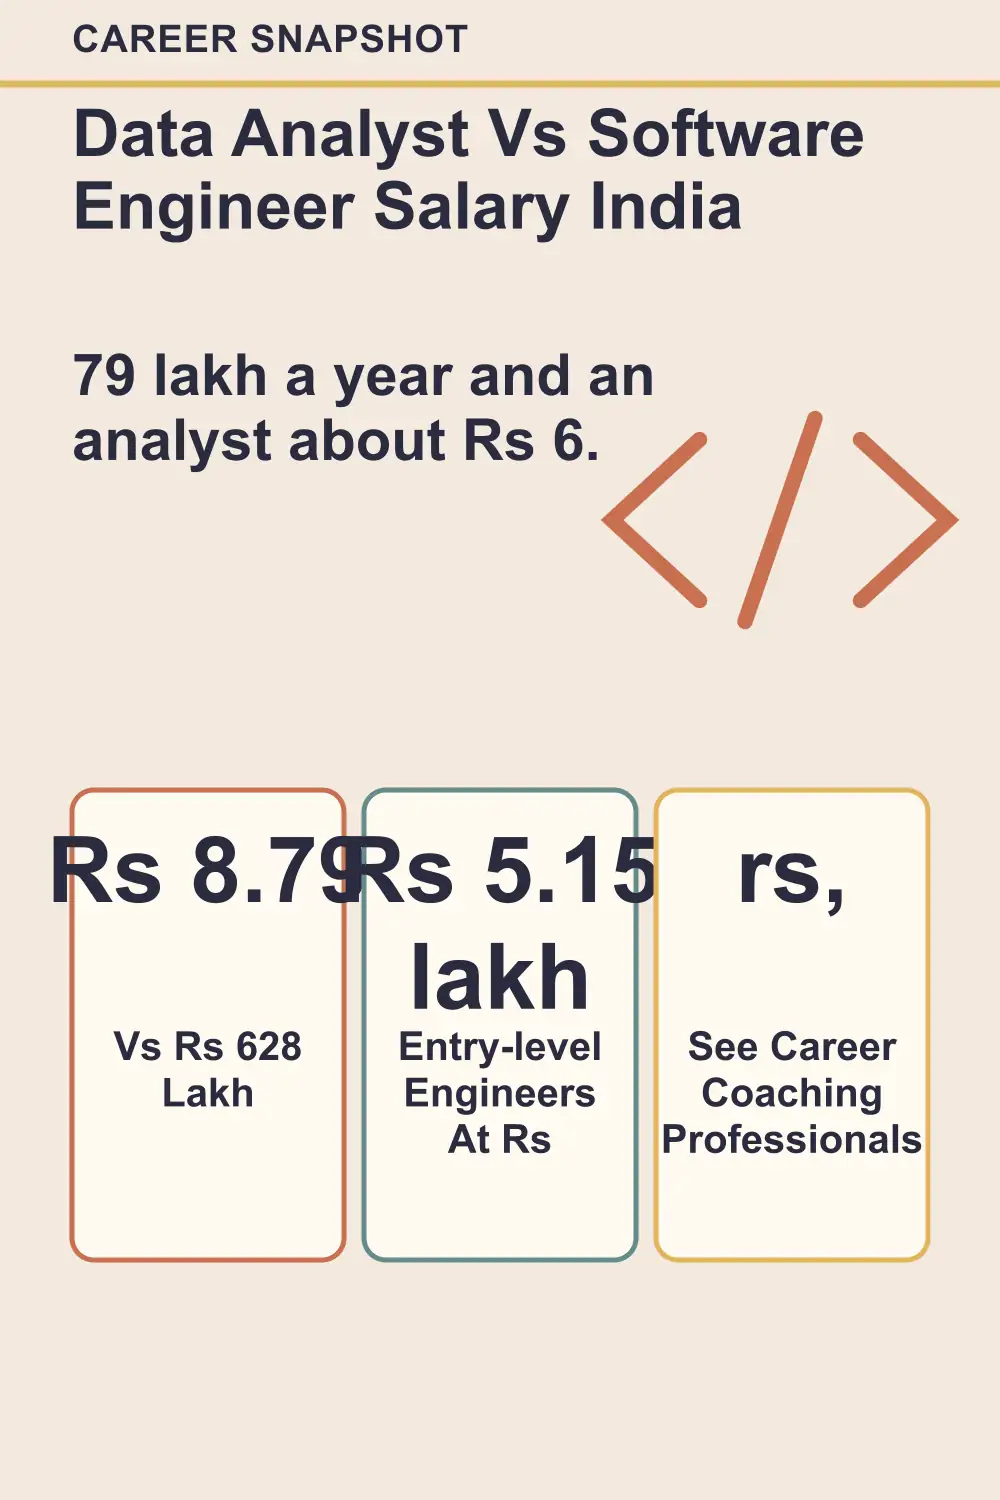 CAREER SNAPSHOT
Data Analyst Vs Software
Engineer Salary India
79 lakh a year and an
analyst about Rs 6.
Rs 8.79
Vs Rs 628
Lakh
Rs 5.15
lakh
Entry-level
Engineers
At Rs
rs,
See Career
Coaching
Professionals